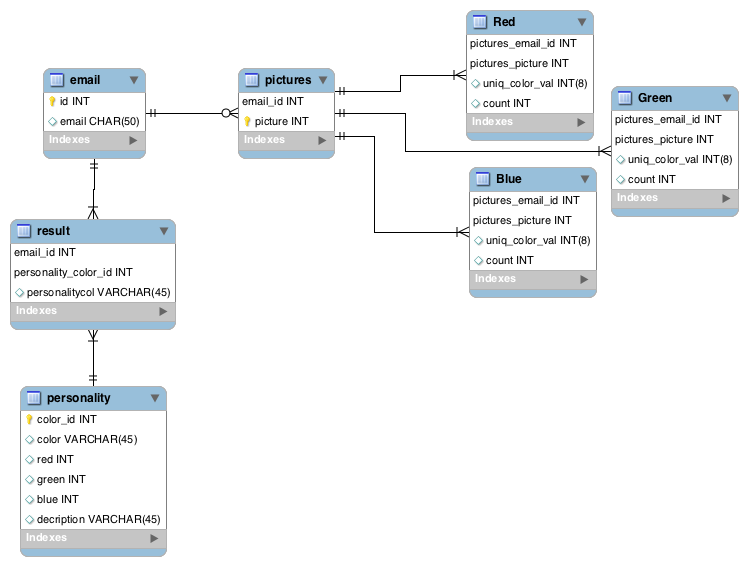 email
id INT
email CHAR(50)
Indexes
pictures
email_id INT
picture INT
Indexes
Red
pictures_email_id INT
pictures_picture INT
uniq_color_val INT(8)
count INT
Indexes
Green
pictures_email_id INT
pictures_picture INT
uniq_color_val INT(8)
count INT
Indexes
Blue
pictures_email_id INT
pictures_picture INT
uniq_color_val INT(8)
count INT
Indexes
result
email_id INT
personality_color_id INT
personalitycol VARCHAR(45)
Indexes
personality
color_id INT
color VARCHAR(45)
red INT
green INT
blue INT
decription VARCHAR(45)
Indexes